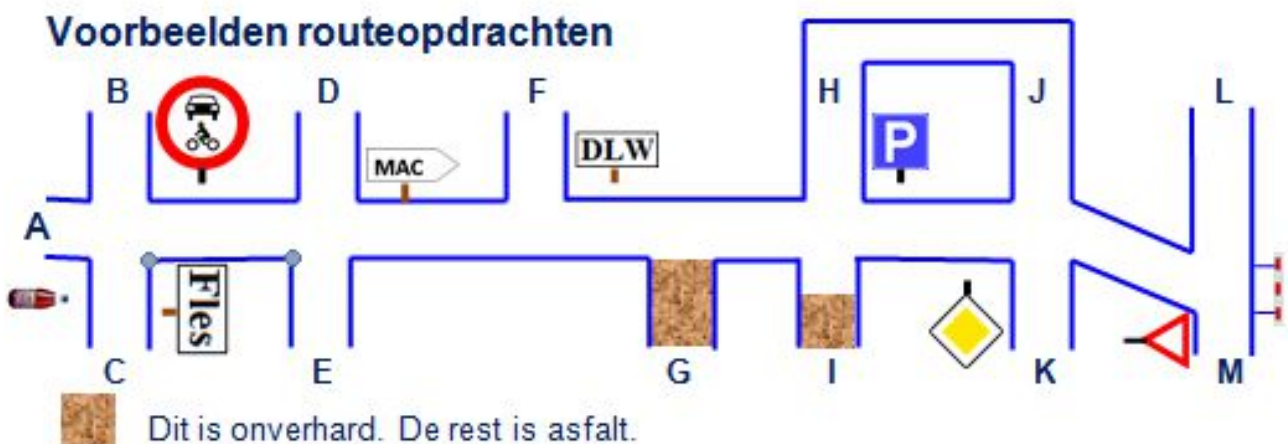 Voorbeelden routeopdrachten
B D F H J L
MAC DLW P
A
Fles
C E G I K M
Dit is onverhard. De rest is asfalt.